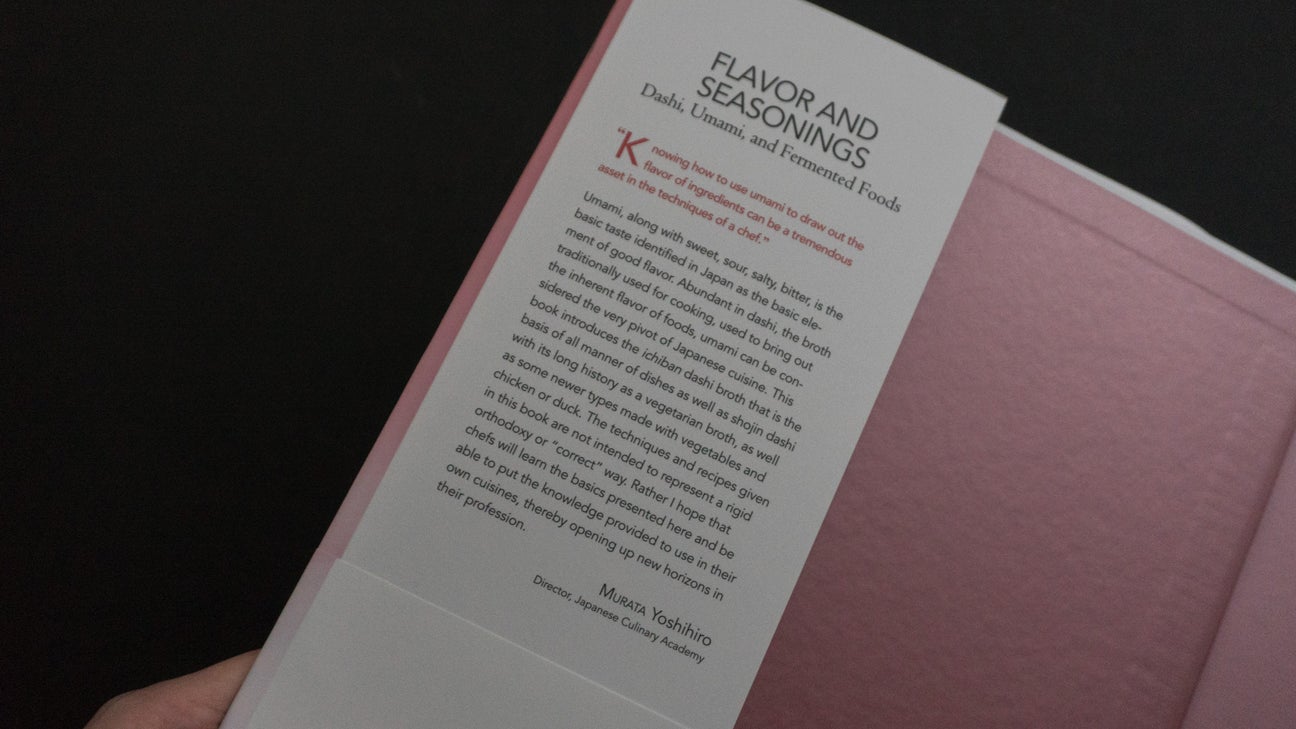 FLAVOR AND
SEASONINGS
Dashi, Umami, and Fermented Foods
“Knowing how to use umami to draw out the
flavor of ingredients can be a tremendous
asset in the techniques of a chef.”
Umami, along with sweet, sour, salty, bitter, is the
basic taste identified in Japan as the basic ele-
ment of good flavor. Abundant in dashi, the broth
traditionally used for cooking, used to bring out
the inherent flavor of foods, umami can be con-
sidered the very pivot of Japanese cuisine. This
book introduces the ichiban dashi broth that is the
basis of all manner of dishes as well as shojin dashi
with its long history as a vegetarian broth, as well
as some newer types made with vegetables and
chicken or duck. The techniques and recipes given
in this book are not intended to represent a rigid
orthodoxy or “correct” way. Rather I hope that
chefs will learn the basics presented here and be
able to put the knowledge provided to use in their
own cuisines, thereby opening up new horizons in
their profession.
MURATA Yoshihiro
Director, Japanese Culinary Academy